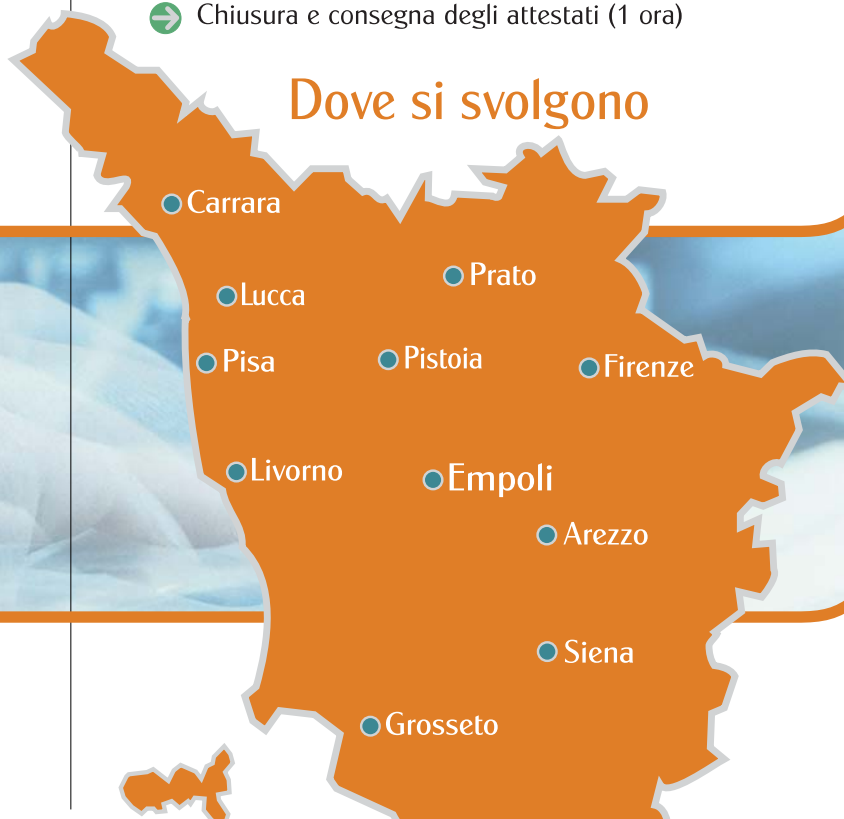 Chiusura e consegna degli attestati (1 ora)
Dove si svolgono
Carrara
Prato
Lucca
Pisa
Pistoia
Firenze
Livorno
Empoli
Arezzo
Siena
Grosseto